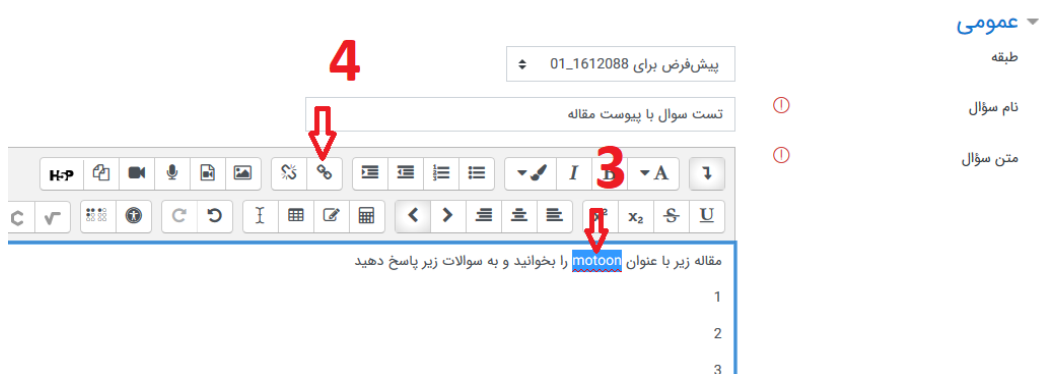 عمومی
طبقه
پیش‌فرض برای 1612088_01
4
نام سؤال
تست سوال با پیوست مقاله
متن سؤال
3
A B I
H-P
U S x₂ x²
مقاله زیر با عنوان motoon را بخوانید و به سوالات زیر پاسخ دهید
1
2
3